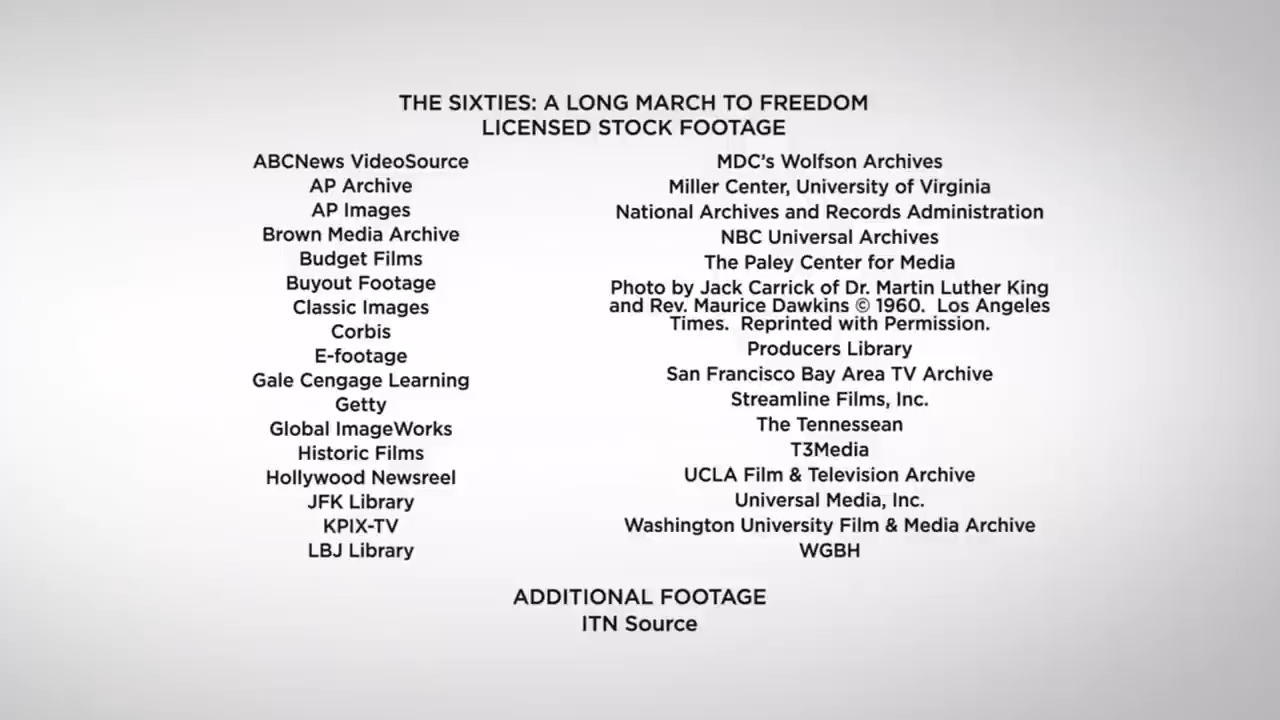 THE SIXTIES: A LONG MARCH TO FREEDOM
LICENSED STOCK FOOTAGE
ABCNews VideoSource
AP Archive
AP Images
Brown Media Archive
Budget Films
Buyout Footage
Classic Images
Corbis
E-footage
Gale Cengage Learning
Getty
Global ImageWorks
Historic Films
Hollywood Newsreel
JFK Library
KPIX-TV
LBJ Library
MDC's Wolfson Archives
Miller Center, University of Virginia
National Archives and Records Administration
NBC Universal Archives
The Paley Center for Media
Photo by Jack Carrick of Dr. Martin Luther King
and Rev. Maurice Dawkins © 1960.  Los Angeles
Times.  Reprinted with Permission.
Producers Library
San Francisco Bay Area TV Archive
Streamline Films, Inc.
The Tennessean
T3Media
UCLA Film & Television Archive
Universal Media, Inc.
Washington University Film & Media Archive
WGBH
ADDITIONAL FOOTAGE
ITN Source